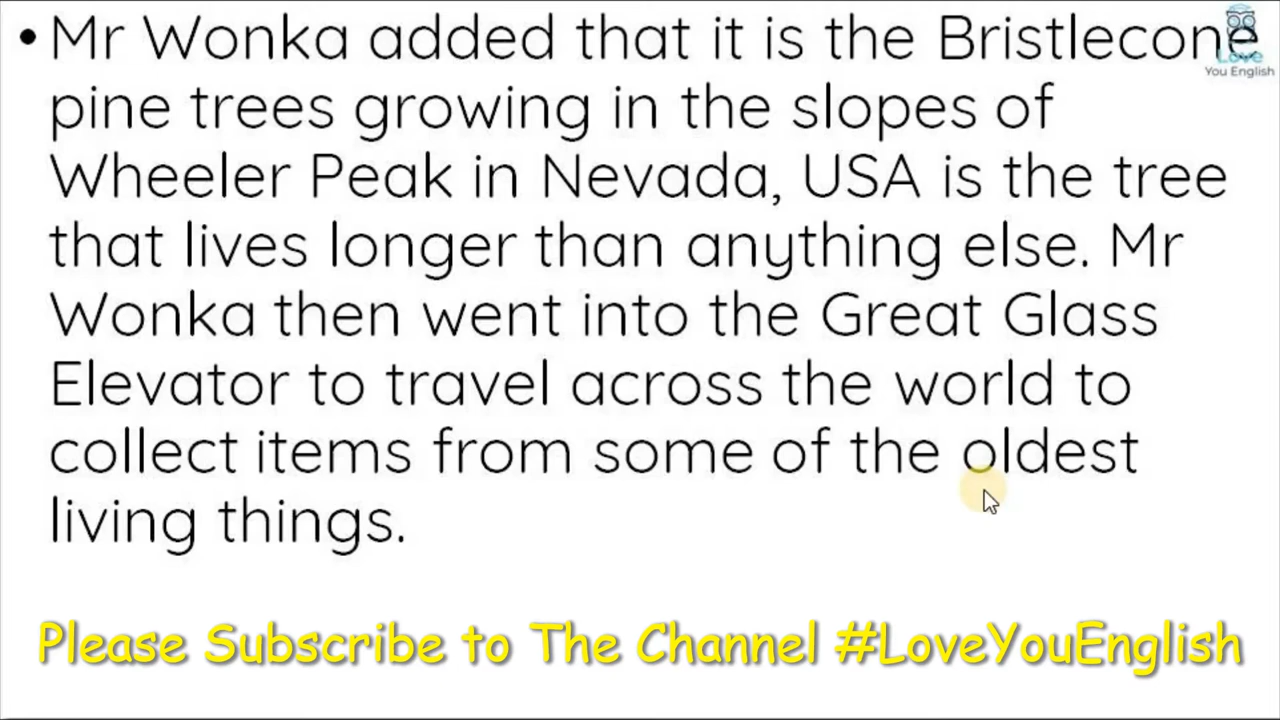 • Mr Wonka added that it is the Bristlecone
pine trees growing in the slopes of
Wheeler Peak in Nevada, USA is the tree
that lives longer than anything else. Mr
Wonka then went into the Great Glass
Elevator to travel across the world to
collect items from some of the oldest
living things.
Love
You English
Please Subscribe to The Channel #LoveYouEnglish